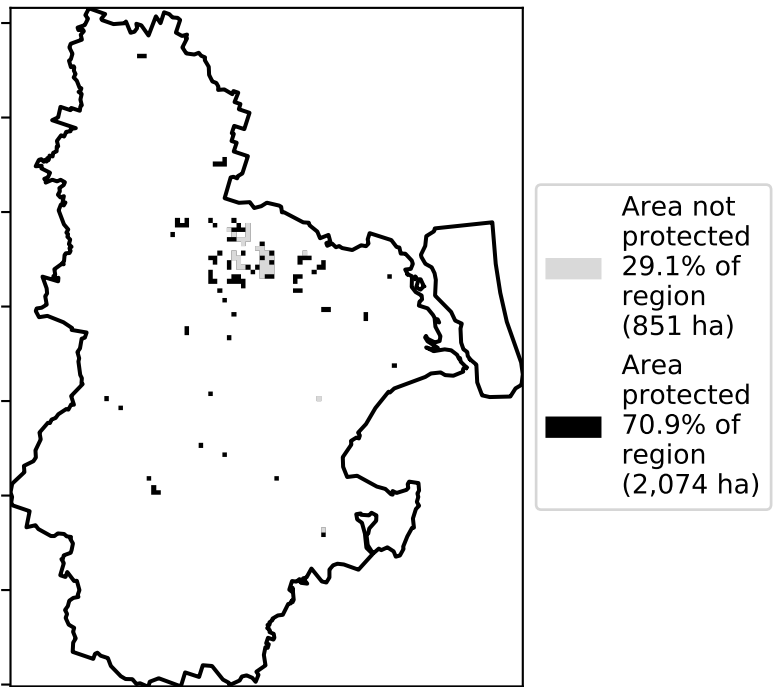 Area not
protected
29.1% of
region
(851 ha)
Area
protected
70.9% of
region
(2,074 ha)